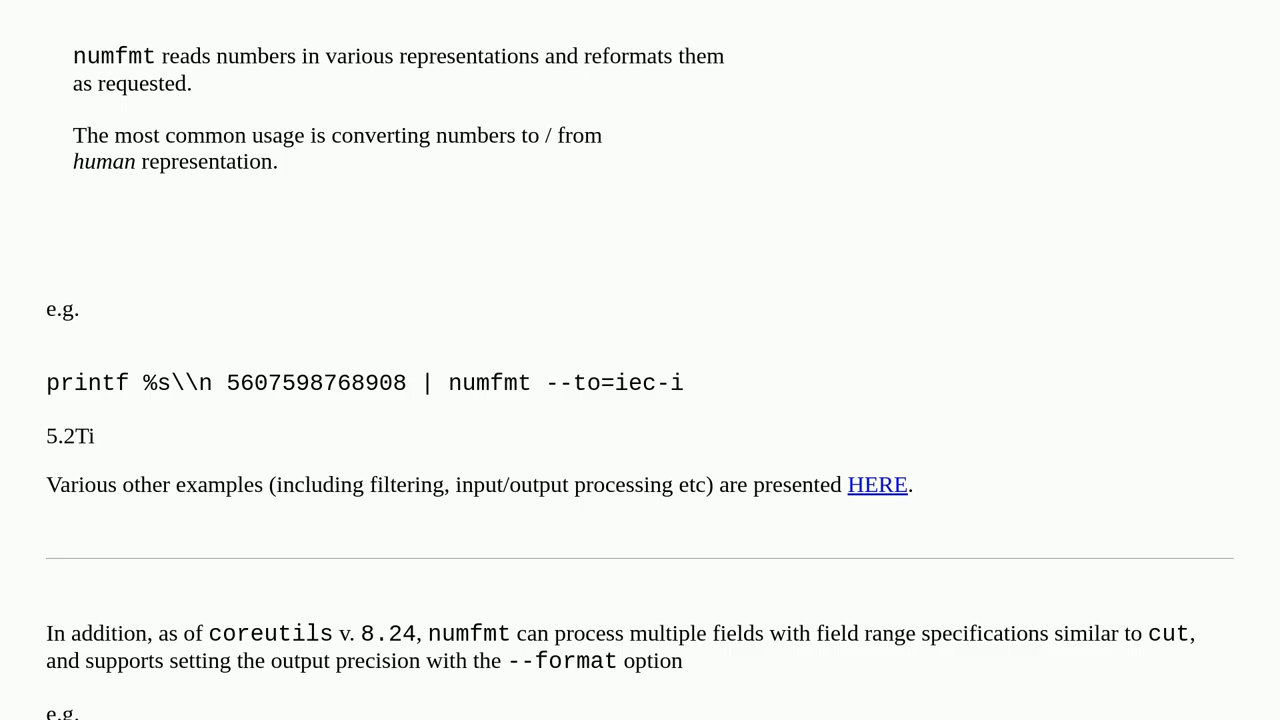 numfmt reads numbers in various representations and reformats them
as requested.
The most common usage is converting numbers to / from
human representation.
e.g.
printf %s\\n 5607598768908 | numfmt --to=iec-i
5.2Ti
Various other examples (including filtering, input/output processing etc) are presented HERE.
In addition, as of coreutils v. 8.24, numfmt can process multiple fields with field range specifications similar to cut,
and supports setting the output precision with the --format option
e.g.